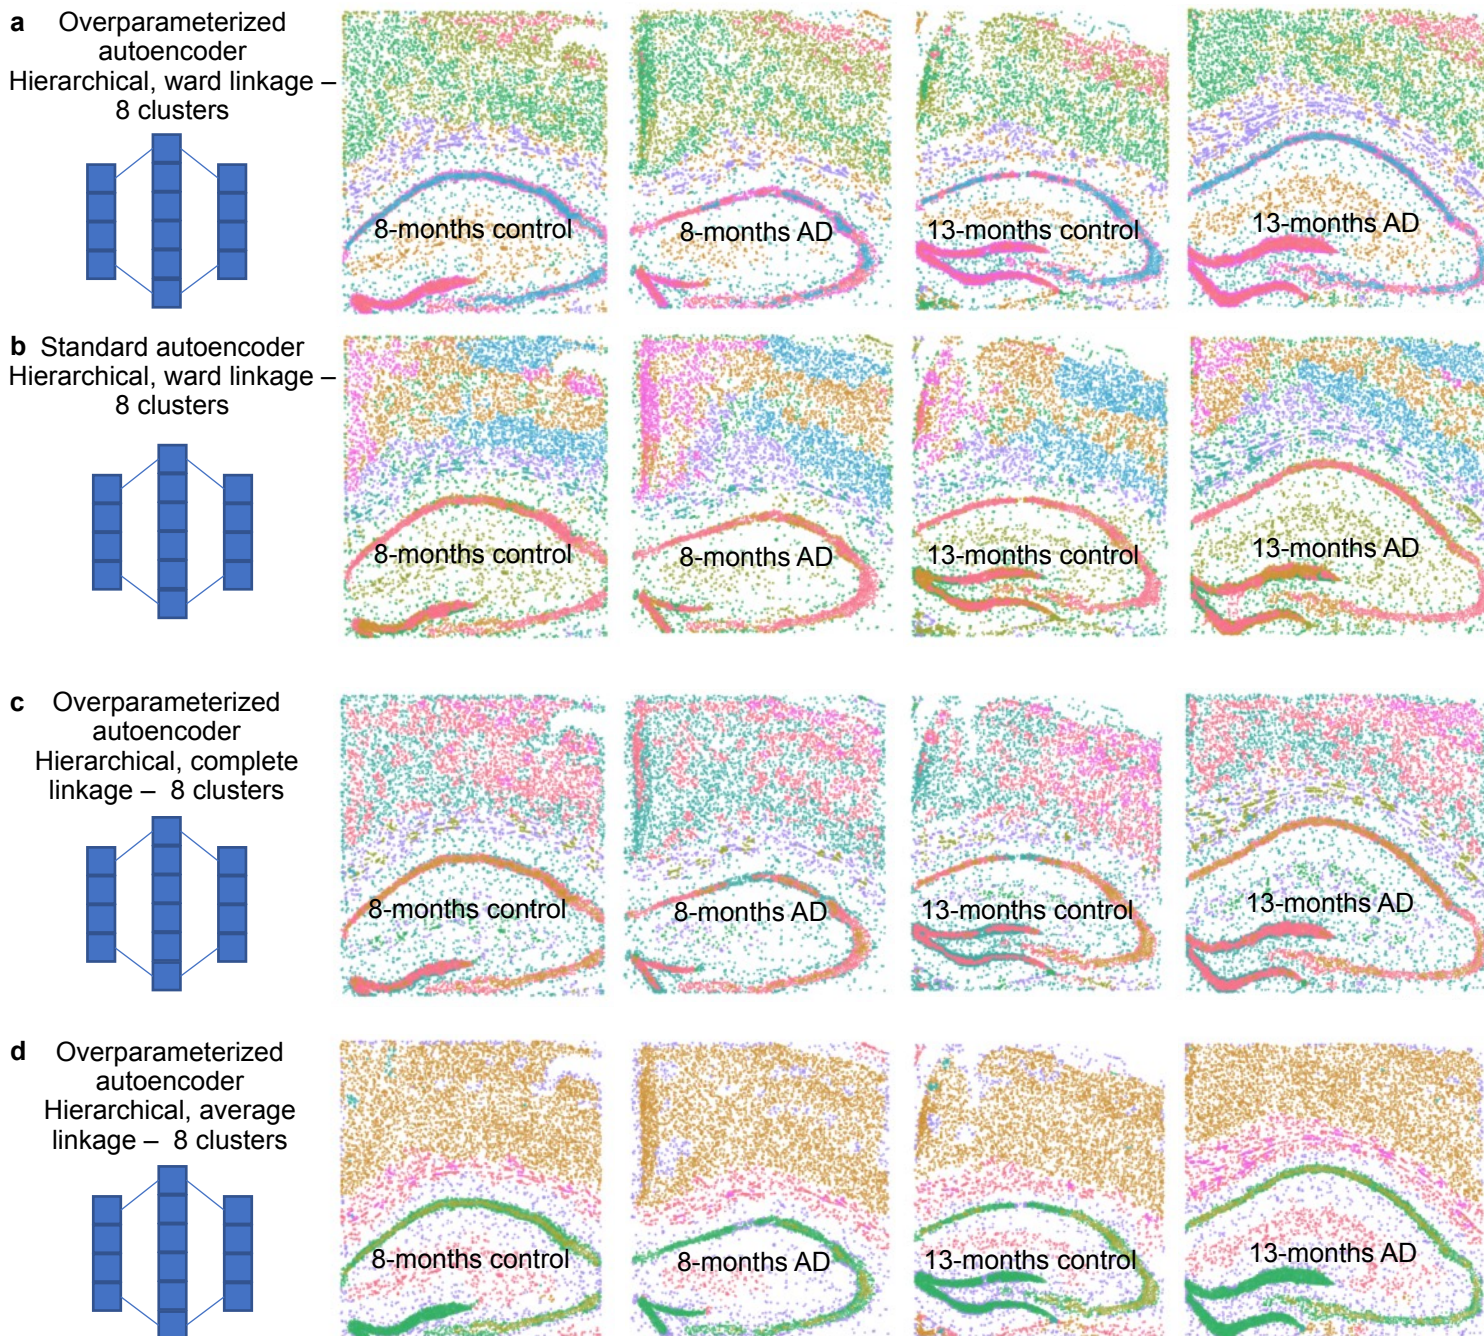 a Overparameterized
autoencoder
Hierarchical, ward linkage –
8 clusters
8-months control
8-months AD
13-months control
13-months AD
b Standard autoencoder
Hierarchical, ward linkage –
8 clusters
8-months control
8-months AD
13-months control
13-months AD
c Overparameterized
autoencoder
Hierarchical, complete
linkage – 8 clusters
8-months control
8-months AD
13-months control
13-months AD
d Overparameterized
autoencoder
Hierarchical, average
linkage – 8 clusters
8-months control
8-months AD
13-months control
13-months AD